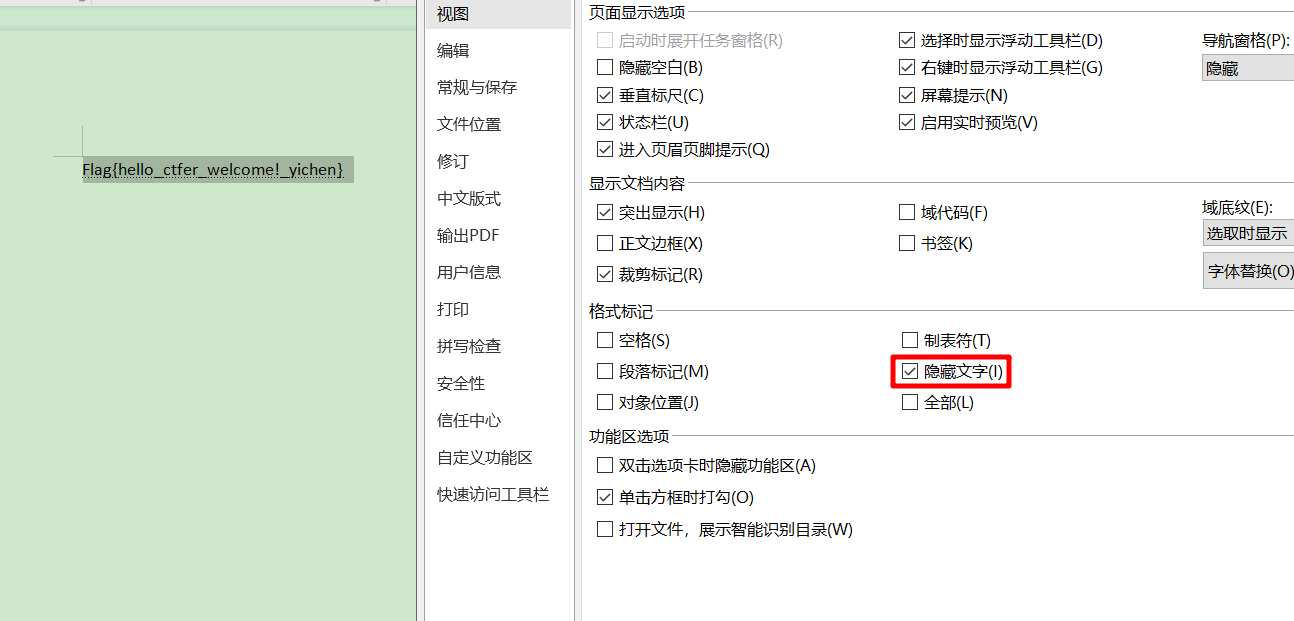 Flag{hello_ctfer_welcome!_yichen}
视图
编辑
常规与保存
文件位置
修订
中文版式
输出PDF
用户信息
打印
拼写检查
安全性
信任中心
自定义功能区
快速访问工具栏
页面显示选项
启动时展开任务窗格(R)
选择时显示浮动工具栏(D)
导航窗格(P):
隐藏空白(B)
右键时显示浮动工具栏(G)
隐藏
垂直标尺(C)
屏幕提示(N)
状态栏(U)
启用实时预览(V)
进入页眉页脚提示(Q)
显示文档内容
突出显示(H)
域代码(F)
域底纹(E):
选取时显示
正文边框(X)
书签(K)
裁剪标记(R)
字体替换(O)
格式标记
空格(S)
制表符(T)
段落标记(M)
隐藏文字(I)
对象位置(J)
全部(L)
功能区选项
双击选项卡时隐藏功能区(A)
单击方框时打勾(O)
打开文件，展示智能识别目录(W)